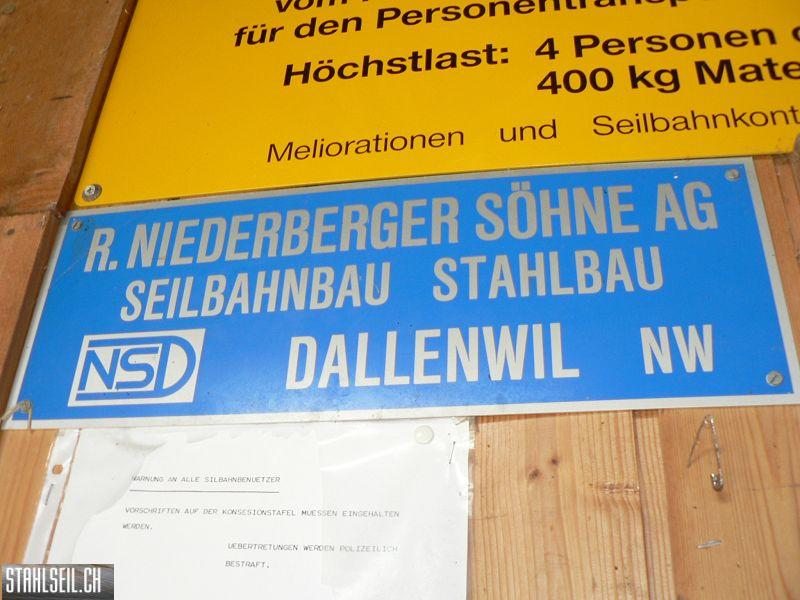 für den Personentransp
Höchstlast: 4 Personen
400 kg Mate
Meliorationen und Seilbahnkont
R. NIEDERBERGER SÖHNE AG
SEILBAHNBAU STAHLBAU
NSD DALLENWIL NW
WARNUNG AN ALLE SILBAHNBENUETZER
VORSCHRIFTEN AUF DER KONSESIONSTAFEL MUESSEN EINGEHALTEN
WERDEN.
UEBERTRETUNGEN WERDEN POLIZEILICH
BESTRAFT.
STAHLSEIL.CH